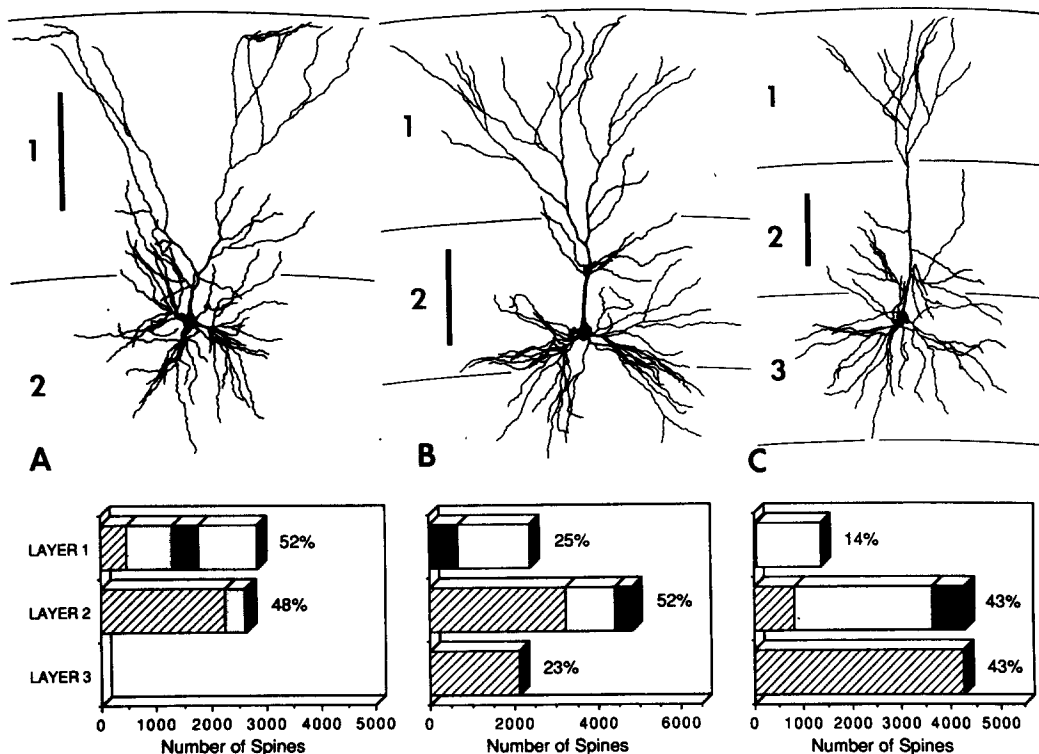 1
2
A
1
2
B
1
2
3
C
LAYER 1
LAYER 2
LAYER 3
52%
48%
0 1000 2000 3000 4000 5000
Number of Spines
25%
52%
23%
0 2000 4000 6000
Number of Spines
14%
43%
43%
0 1000 2000 3000 4000 5000
Number of Spines